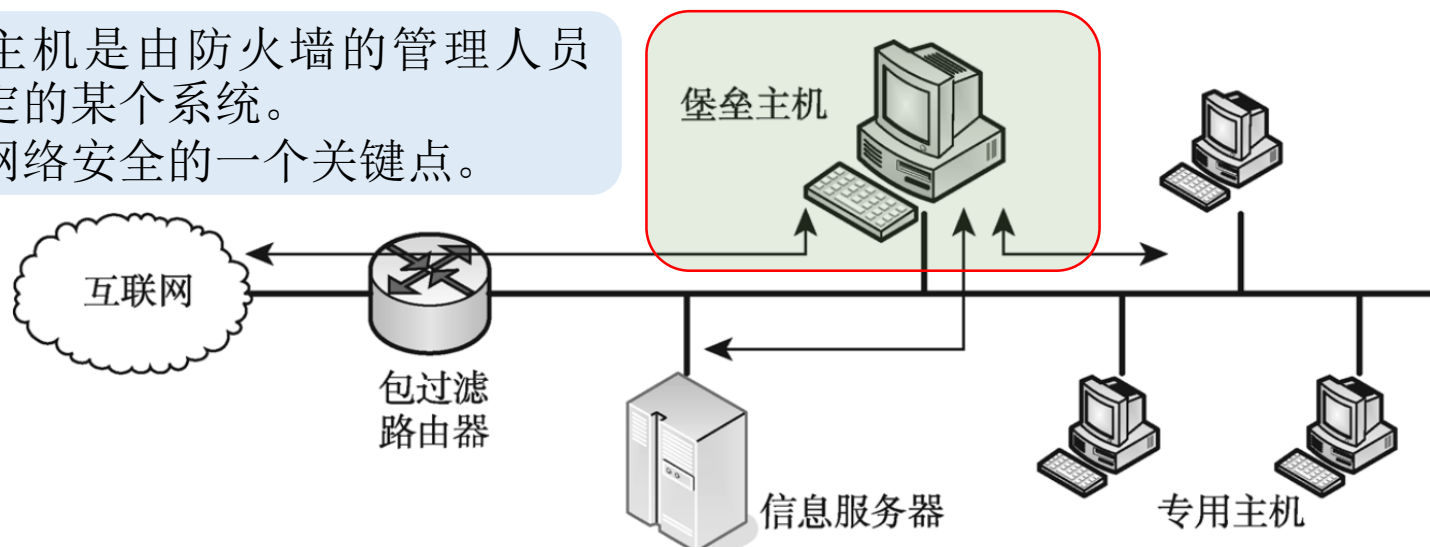 主机是由防火墙的管理人员
定的某个系统。
网络安全的一个关键点。
堡垒主机
互联网
包过滤
路由器
信息服务器
专用主机